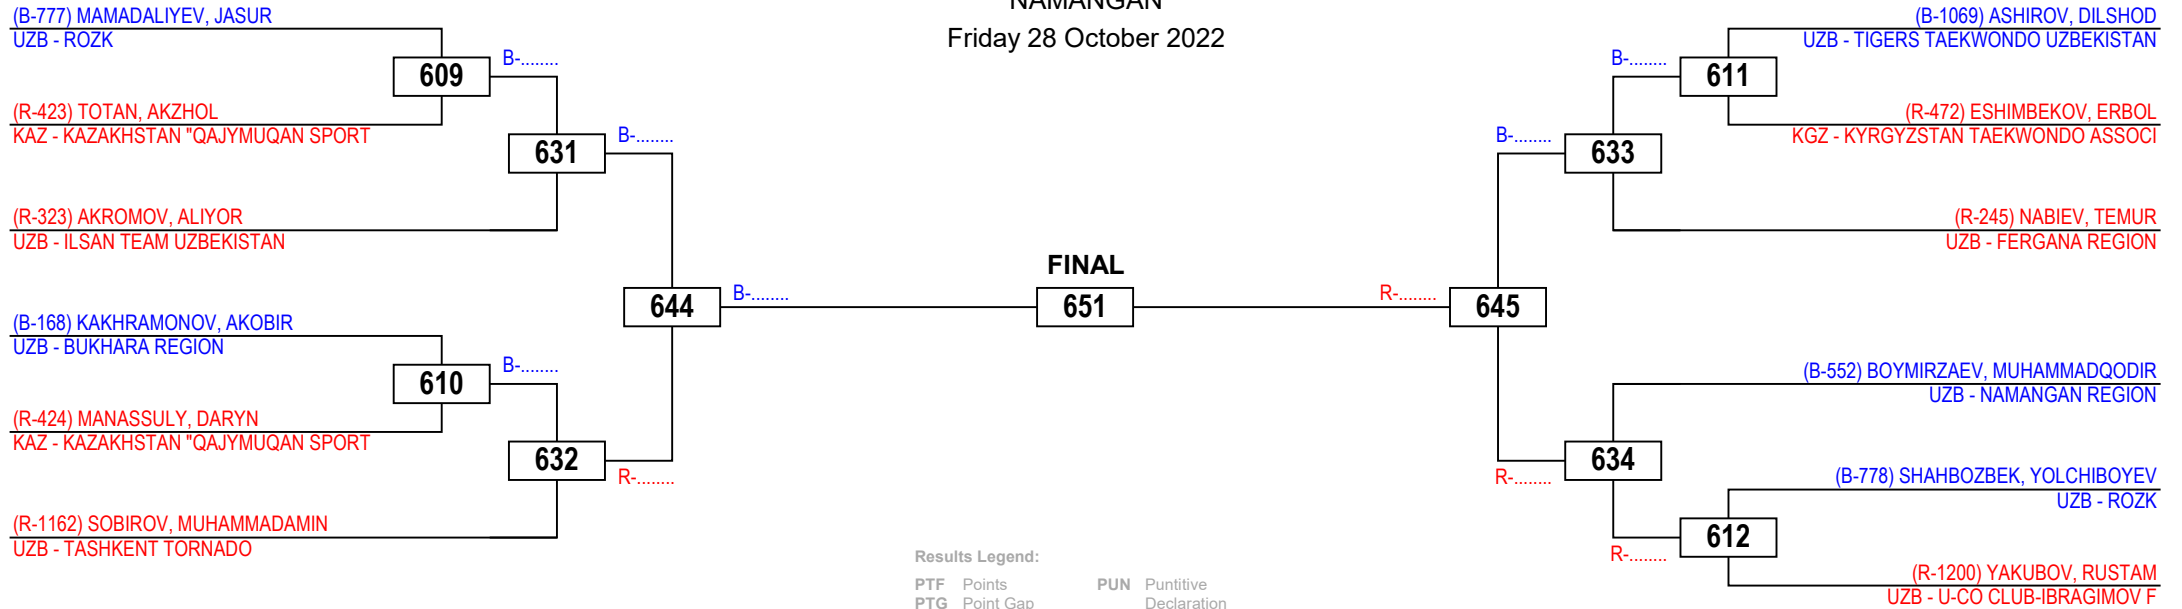 NAMANGAN
Friday 28 October 2022
(B-777) MAMADALIYEV, JASUR
UZB - ROZK
609
B-........
(R-423) TOTAN, AKZHOL
KAZ - KAZAKHSTAN "QAJYMUQAN SPORT
631
B-........
(R-323) AKROMOV, ALIYOR
UZB - ILSAN TEAM UZBEKISTAN
644
B-........
(B-168) KAKHRAMONOV, AKOBIR
UZB - BUKHARA REGION
610
B-........
(R-424) MANASSULY, DARYN
KAZ - KAZAKHSTAN "QAJYMUQAN SPORT
632
R-........
(R-1162) SOBIROV, MUHAMMADAMIN
UZB - TASHKENT TORNADO
FINAL
651
(B-1069) ASHIROV, DILSHOD
UZB - TIGERS TAEKWONDO UZBEKISTAN
B-........
611
(R-472) ESHIMBEKOV, ERBOL
KGZ - KYRGYZSTAN TAEKWONDO ASSOCI
B-........
633
(R-245) NABIEV, TEMUR
UZB - FERGANA REGION
R-........
645
(B-552) BOYMIRZAEV, MUHAMMADQODIR
UZB - NAMANGAN REGION
634
R-........
(B-778) SHAHBOZBEK, YOLCHIBOYEV
UZB - ROZK
612
R-........
(R-1200) YAKUBOV, RUSTAM
UZB - U-CO CLUB-IBRAGIMOV F
Results Legend:
PTF Points PUN Puntitive
PTG Point Gap Declaration